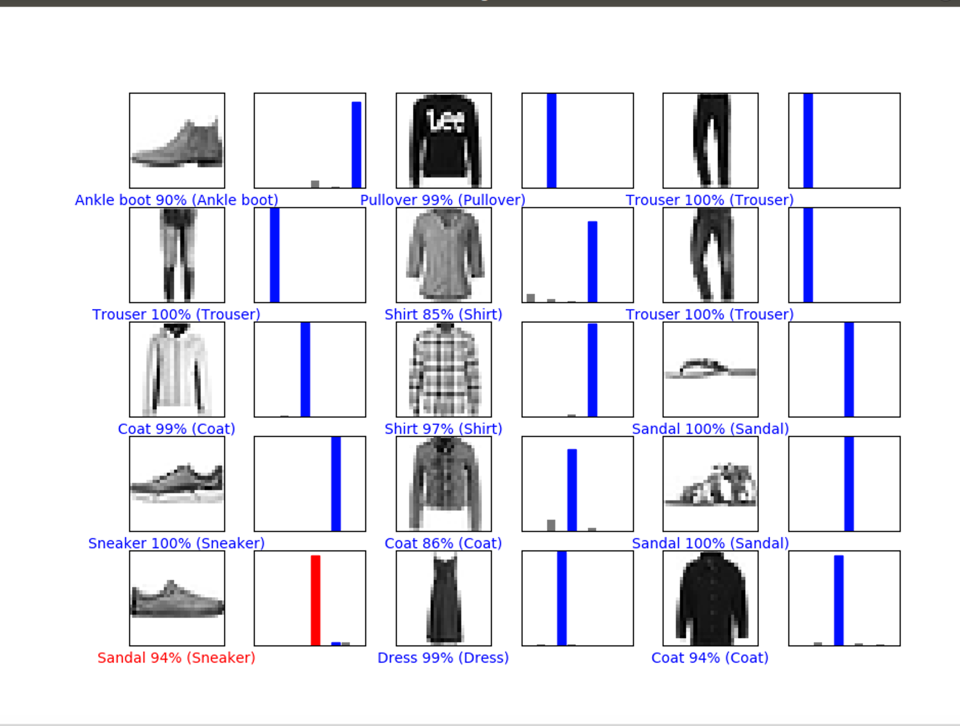 Lee
Ankle boot 90% (Ankle boot)
Pullover 99% (Pullover)
Trouser 100% (Trouser)
Trouser 100% (Trouser)
Shirt 85% (Shirt)
Trouser 100% (Trouser)
Coat 99% (Coat)
Shirt 97% (Shirt)
Sandal 100% (Sandal)
Sneaker 100% (Sneaker)
Coat 86% (Coat)
Sandal 100% (Sandal)
Sandal 94% (Sneaker)
Dress 99% (Dress)
Coat 94% (Coat)